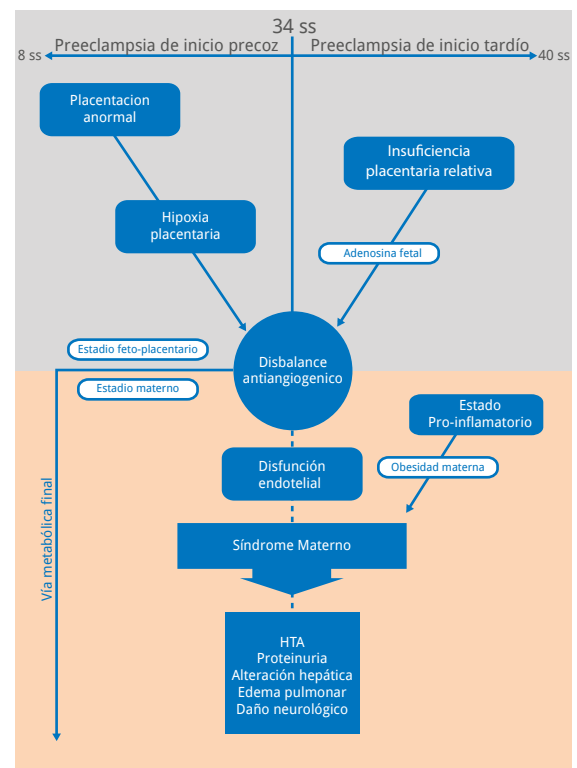 34 ss
Preeclampsia de inicio precoz
Preeclampsia de inicio tardío
8 ss
40 ss
Placentacion
anormal
Insuficiencia
placentaria relativa
Hipoxia
placentaria
Adenosina fetal
Estadio feto-placentario
Disbalance
antiangiogenico
Estadio materno
Estado
Pro-inflamatorio
Disfunción
endotelial
Obesidad materna
Vía metabólica final
Síndrome Materno
HTA
Proteinuria
Alteración hepática
Edema pulmonar
Daño neurológico